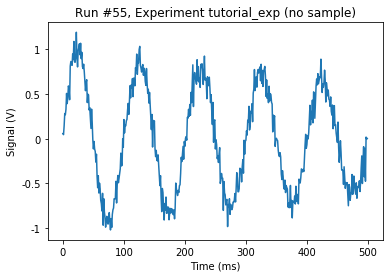 Run #55, Experiment tutorial_exp (no sample)
Signal (V)
1
0.5
0
-0.5
-1
0 100 200 300 400 500
Time (ms)